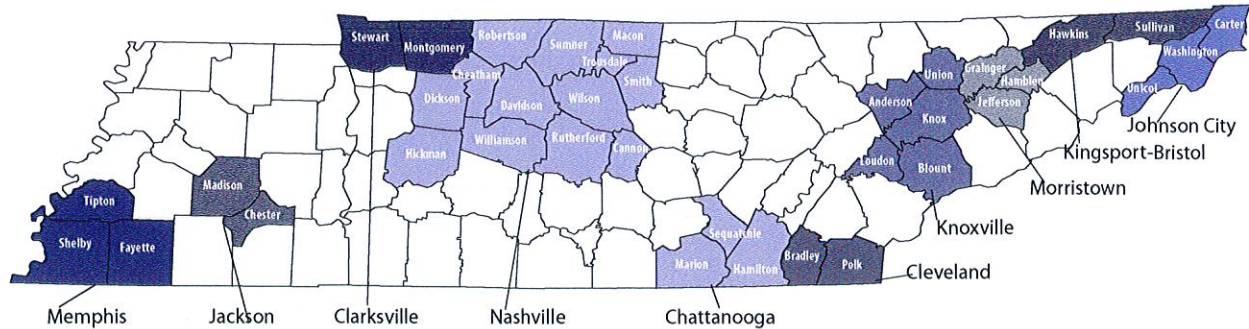 Stewart
Montgomery
Robertson
Sumner
Macon
Trousdale
Smith
Cheatham
Dickson
Davidson
Wilson
Hickman
Williamson
Rutherford
Cannon
Hawkins
Sullivan
Carter
Washington
Unicoi
Union
Grainger
Hamblen
Jefferson
Anderson
Knox
Loudon
Blount
Madison
Chester
Tipton
Shelby
Fayette
Sequatchie
Marion
Hamilton
Bradley
Polk
Johnson City
Kingsport-Bristol
Morristown
Knoxville
Cleveland
Memphis
Jackson
Clarksville
Nashville
Chattanooga